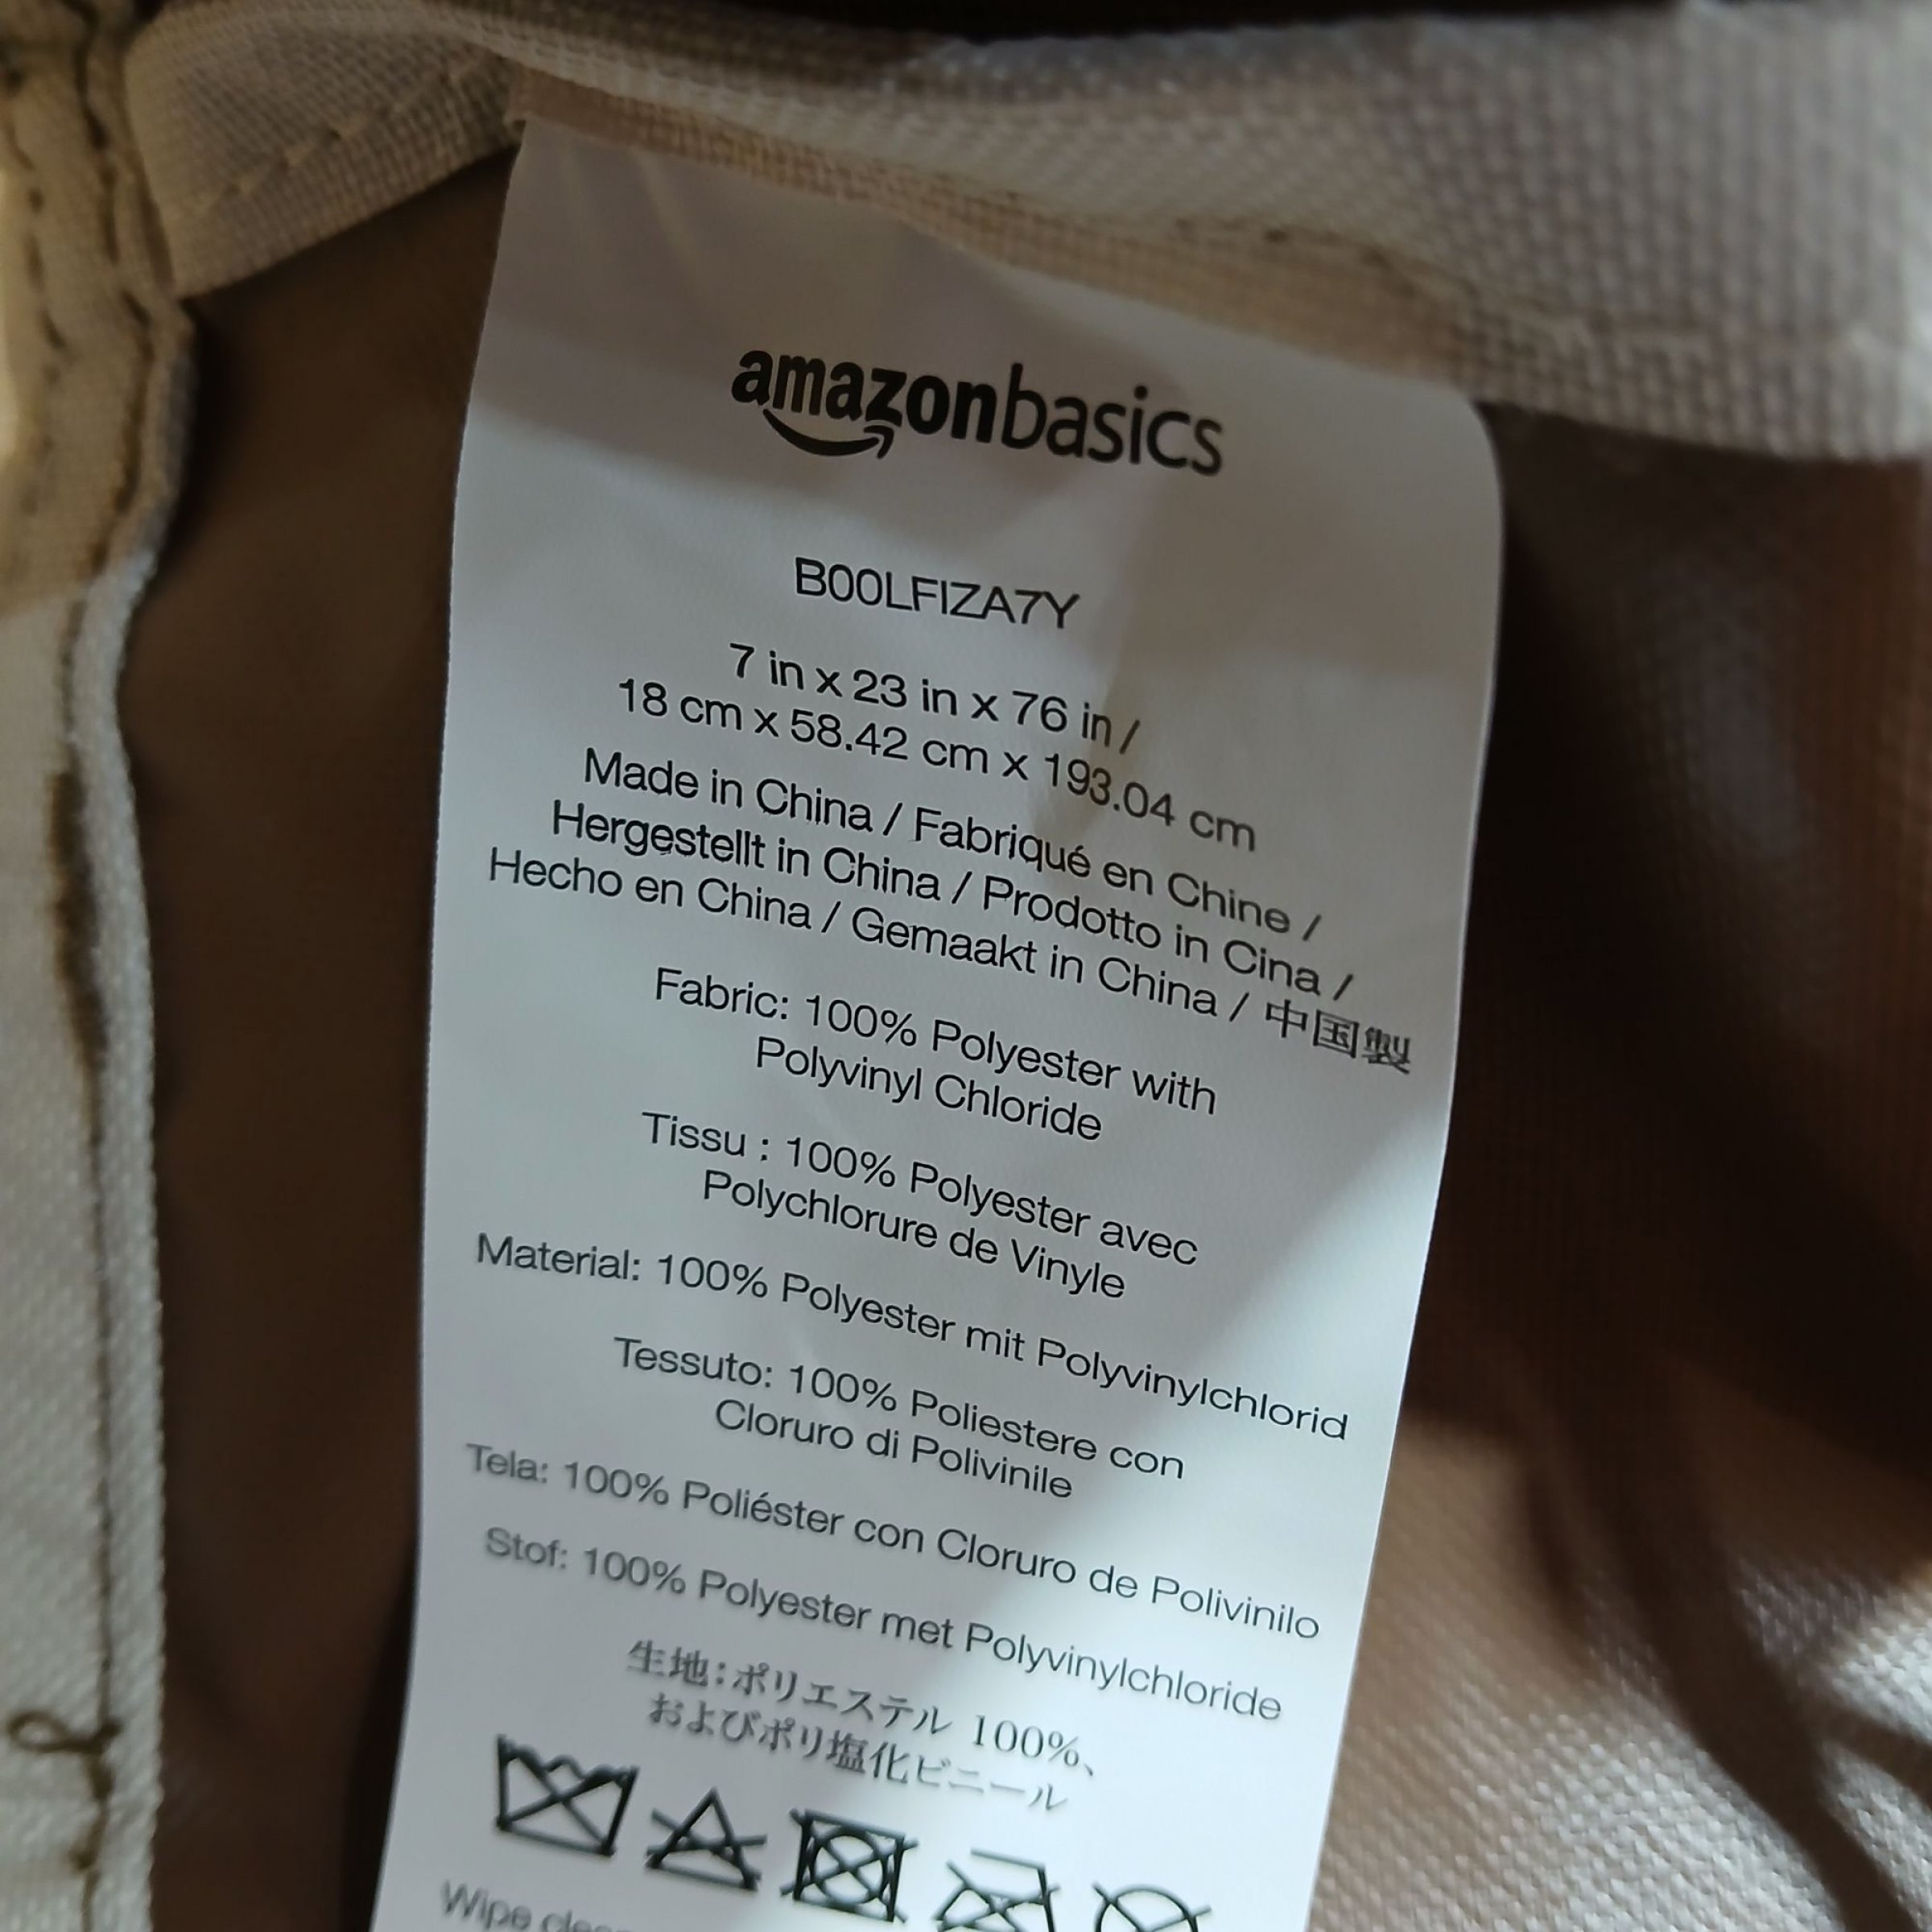 amazonbasics
B00LFIZA7Y
7 in x 23 in x 76 in /
18 cm x 58.42 cm x 193.04 cm
Made in China / Fabriqué en Chine /
Hergestellt in China / Prodotto in Cina /
Hecho en China / Gemaakt in China / 中国製
Fabric: 100% Polyester with
Polyvinyl Chloride
Tissu : 100% Polyester avec
Polychlorure de Vinyle
Material: 100% Polyester mit Polyvinylchlorid
Tessuto: 100% Poliestere con
Cloruro di Polivinile
Tela: 100% Poliéster con Cloruro de Polivinilo
Stof: 100% Polyester met Polyvinylchloride
生地：ポリエステル 100%、
およびポリ塩化ビニール
Wipe